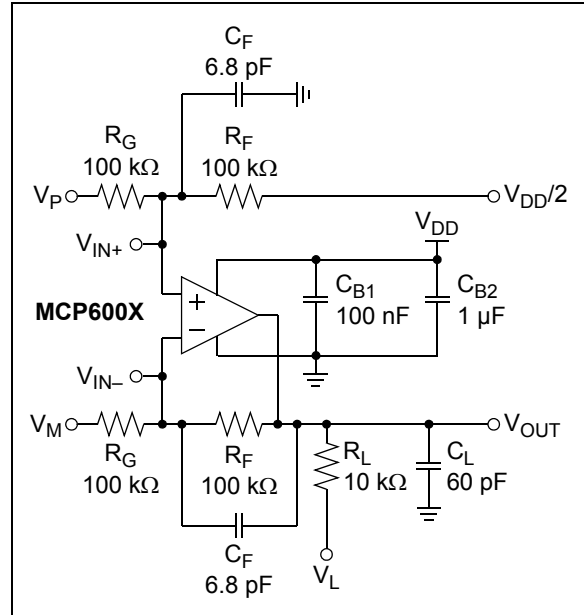 C_F
6.8 pF
R_G
100 kΩ
R_F
100 kΩ
V_P
V_DD/2
V_IN+
V_DD
MCP600X
+
−
C_B1
100 nF
C_B2
1 µF
V_IN–
V_M
V_OUT
R_G
100 kΩ
R_F
100 kΩ
R_L
10 kΩ
C_L
60 pF
C_F
6.8 pF
V_L